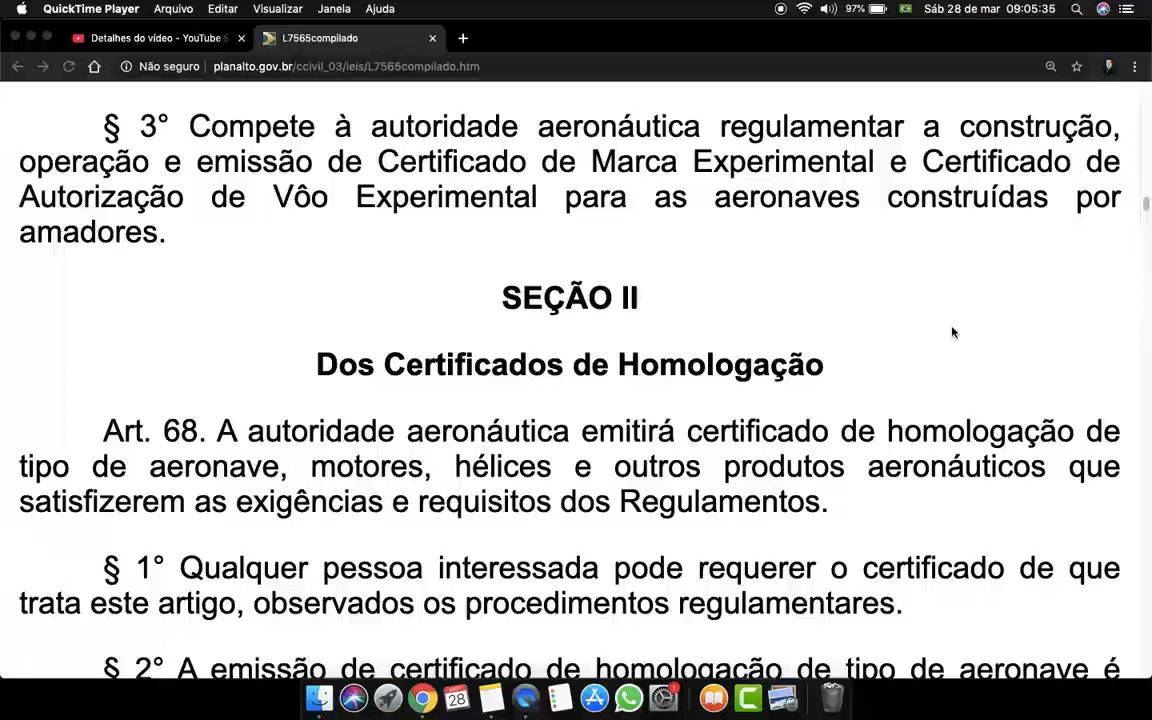 QuickTime Player Arquivo Editar Visualizar Janela Ajuda 97% Sáb 28 de mar 09:05:35
Detalhes do vídeo - YouTube S L7565compilado
Não seguro planalto.gov.br/ccivil_03/leis/L7565compilado.htm
§ 3° Compete à autoridade aeronáutica regulamentar a construção,
operação e emissão de Certificado de Marca Experimental e Certificado de
Autorização de Vôo Experimental para as aeronaves construídas por
amadores.
SEÇÃO II
Dos Certificados de Homologação
Art. 68. A autoridade aeronáutica emitirá certificado de homologação de
tipo de aeronave, motores, hélices e outros produtos aeronáuticos que
satisfizerem as exigências e requisitos dos Regulamentos.
§ 1° Qualquer pessoa interessada pode requerer o certificado de que
trata este artigo, observados os procedimentos regulamentares.
§ 2° A emissão de certificado de homologação de tipo de aeronave é
28 1